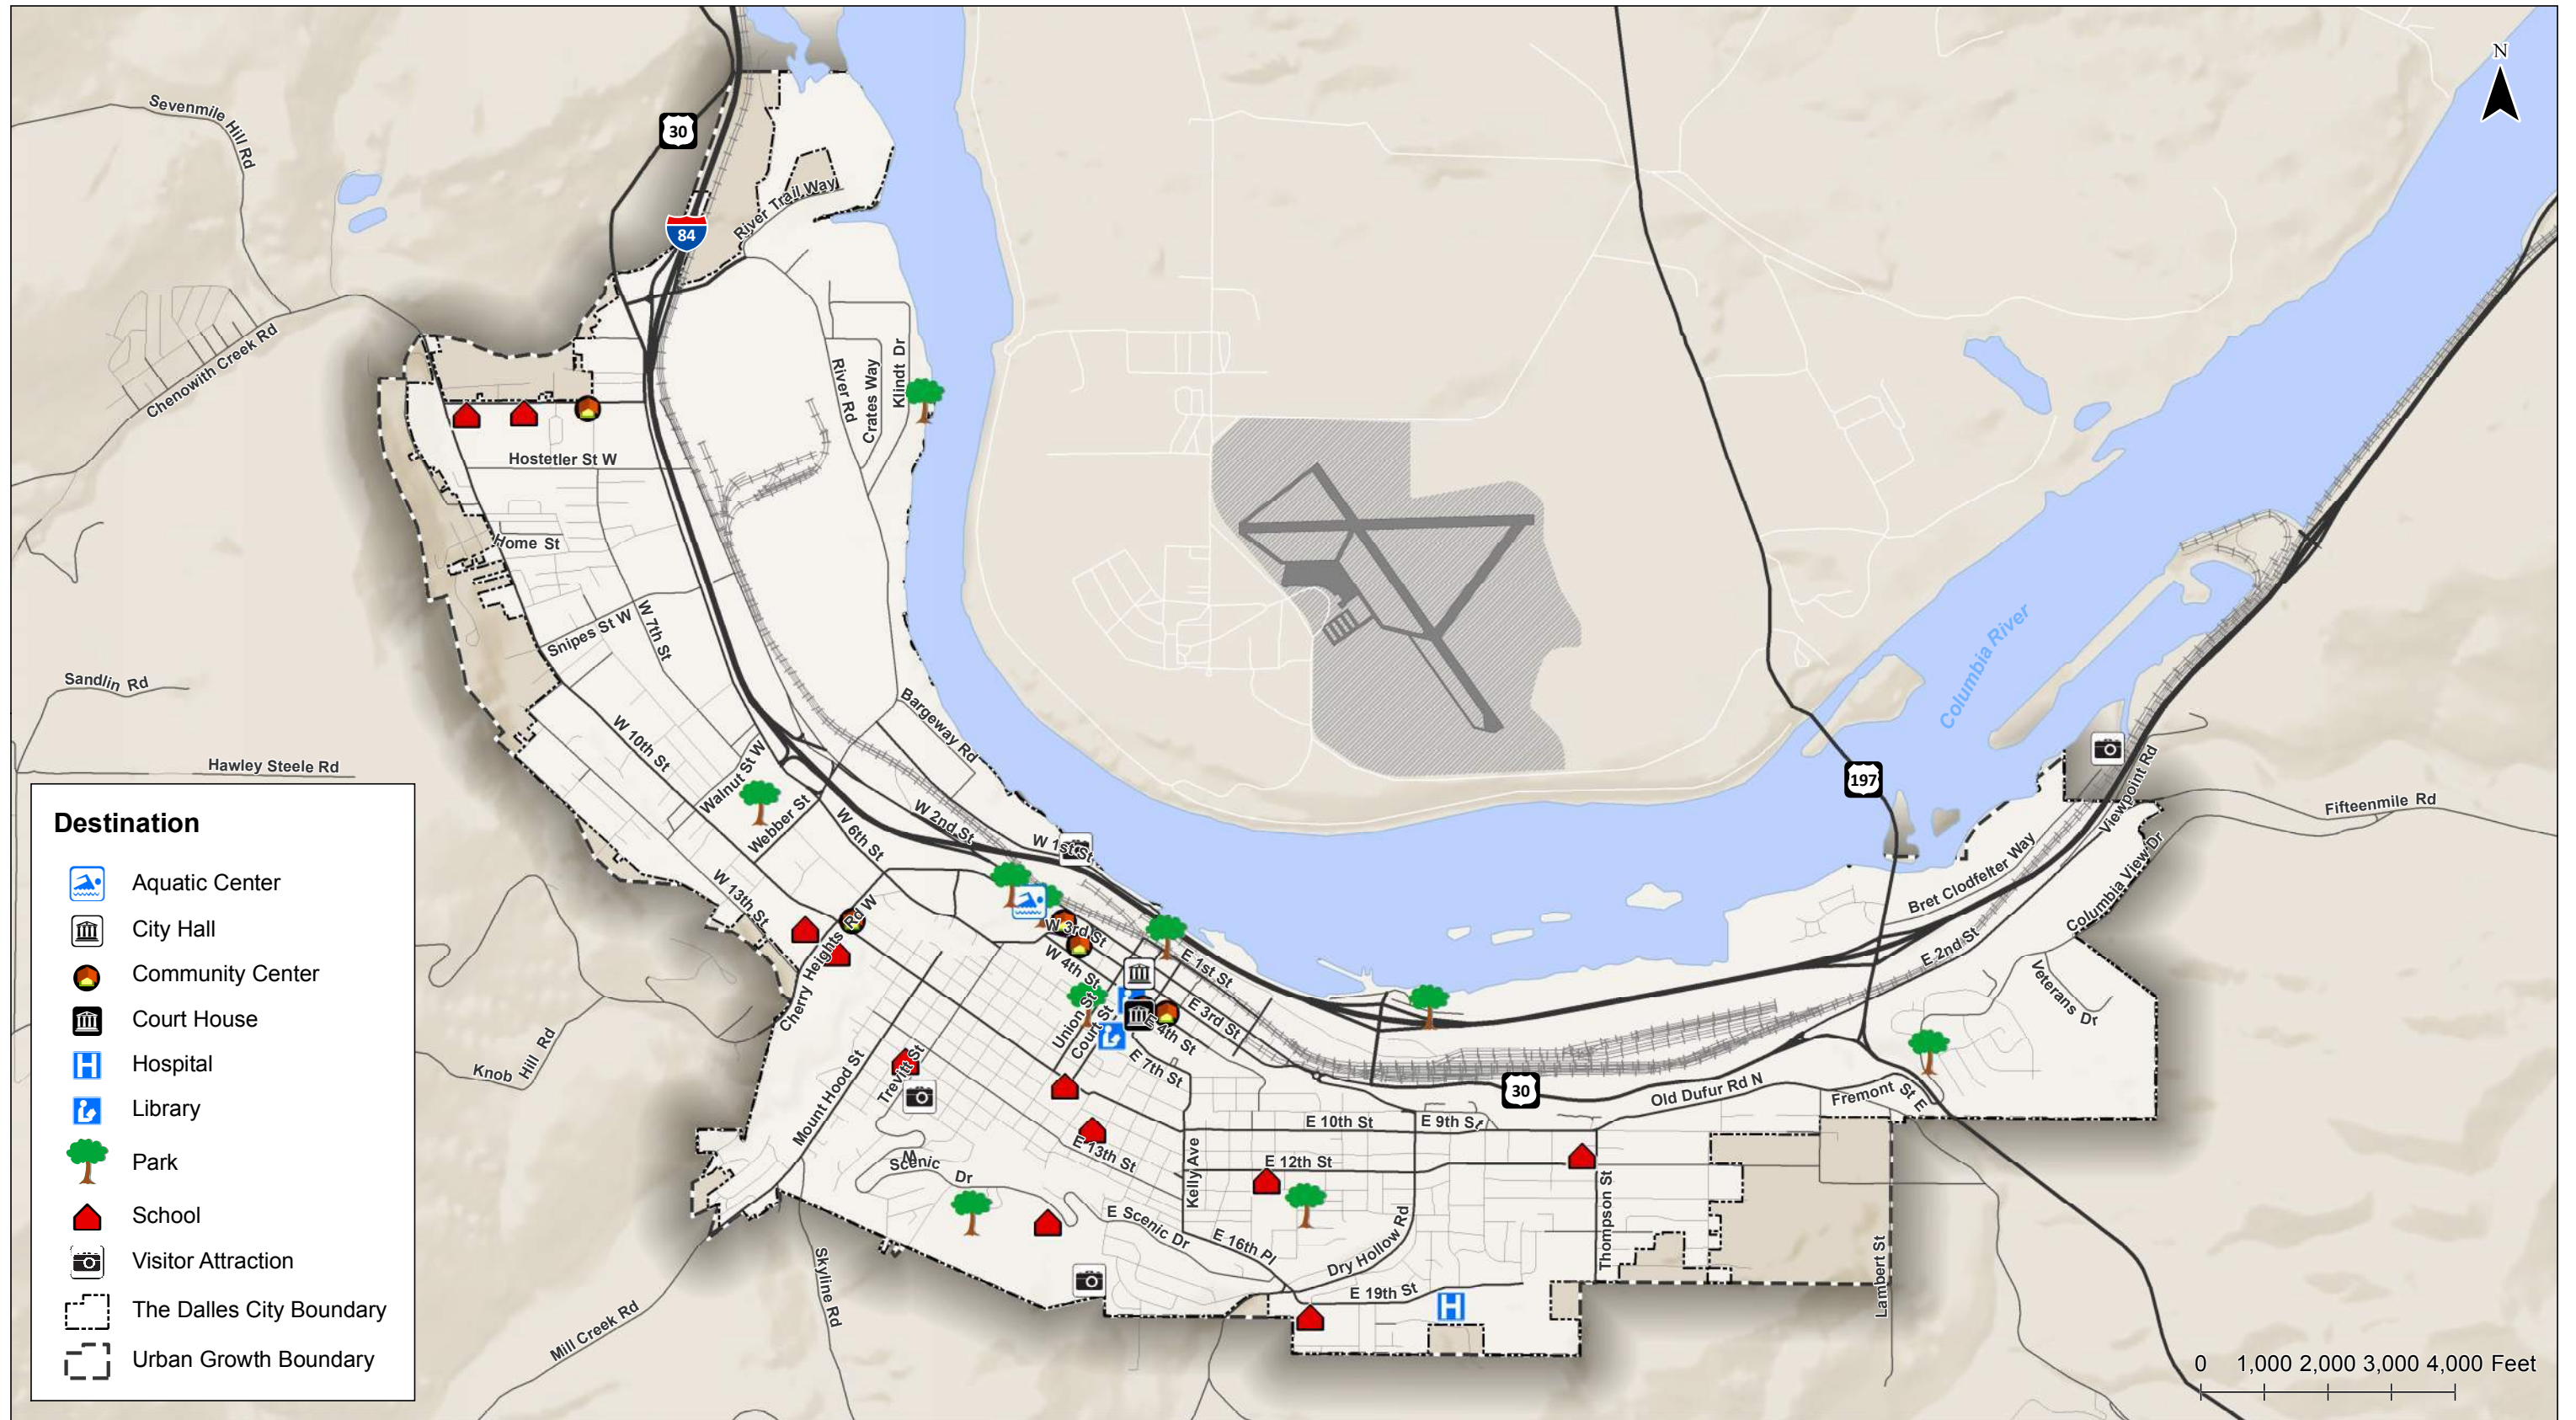 N
Sevenmile Hill Rd
30
84
River Trail Way
Chenowith Creek Rd
River Rd
Crates Way
Klindt Dr
Hostetler St W
Home St
Snipes St W
W 7th St
Columbia River
Sandlin Rd
Hawley Steele Rd
W 10th St
Bargeway Rd
Walnut St W
Webber St
197
Viewpoint Rd
Fifteenmile Rd
W 6th St
W 2nd St
W 1st St
Bret Clodfelter Way
Columbia View Dr
W 13th St
Cherry Heights Rd W
W 3rd St
W 4th St
E 1st St
E 2nd St
Veterans Dr
Union St
Court St
E 3rd St
E 4th St
E 7th St
Knob Hill Rd
Mount Hood St
Trevitt St
30
Old Dufur Rd N
Fremont St E
E 10th St
E 9th St
E 13th St
W Scenic Dr
E 12th St
Kelly Ave
Thompson St
E Scenic Dr
E 16th Pl
Dry Hollow Rd
E 19th St
Lambert St
Skyline Rd
Mill Creek Rd
Destination
Aquatic Center
City Hall
Community Center
Court House
H Hospital
Library
Park
School
Visitor Attraction
The Dalles City Boundary
Urban Growth Boundary
H
0 1,000 2,000 3,000 4,000 Feet